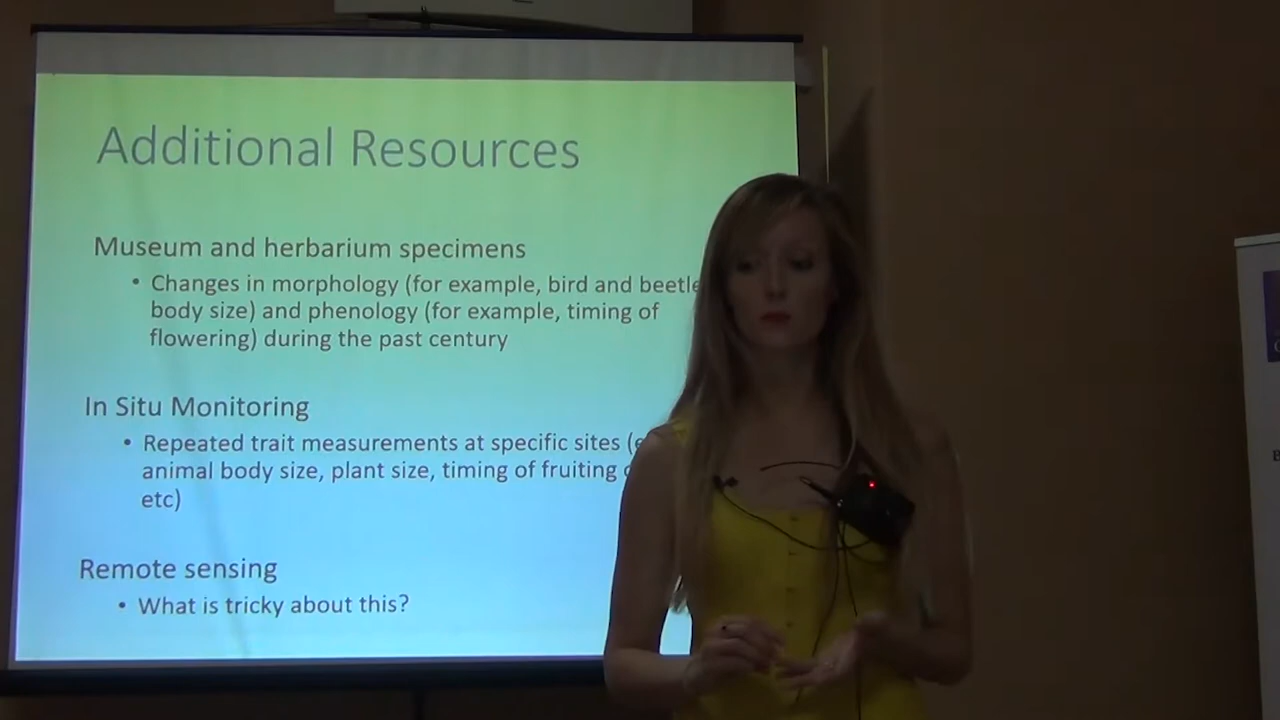 Additional Resources
Museum and herbarium specimens
• Changes in morphology (for example, bird and beetle
body size) and phenology (for example, timing of
flowering) during the past century
In Situ Monitoring
• Repeated trait measurements at specific sites (
animal body size, plant size, timing of fruiting
etc)
Remote sensing
• What is tricky about this?